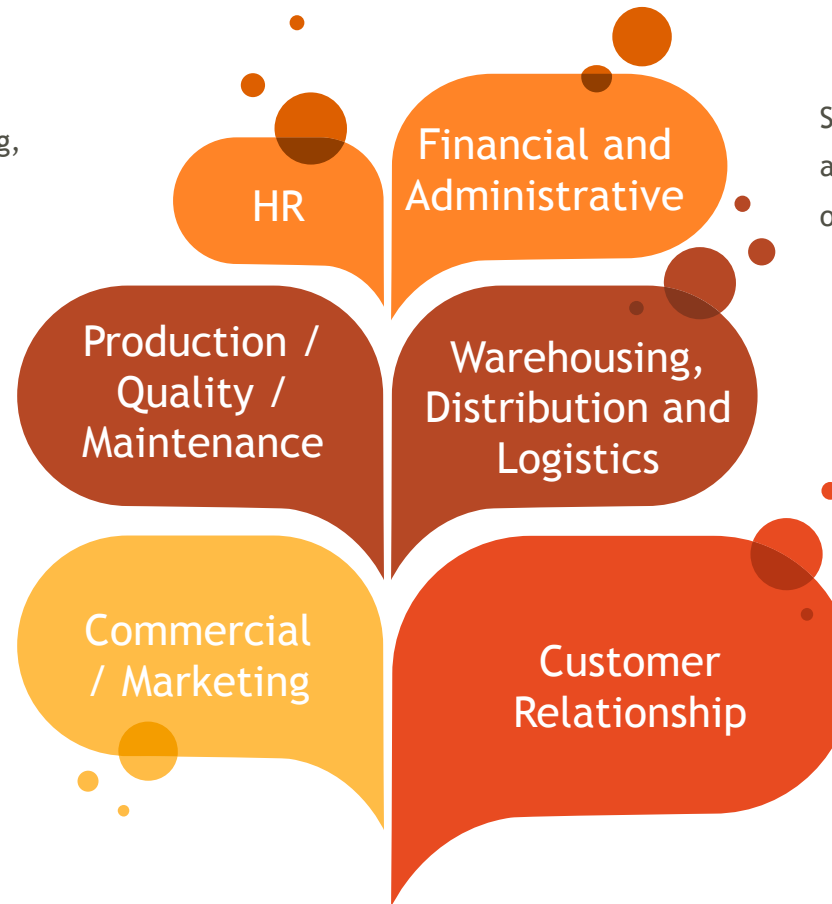 g,
S
a
o
HR
Financial and
Administrative
Production /
Quality /
Maintenance
Warehousing,
Distribution and
Logistics
Commercial
/ Marketing
Customer
Relationship